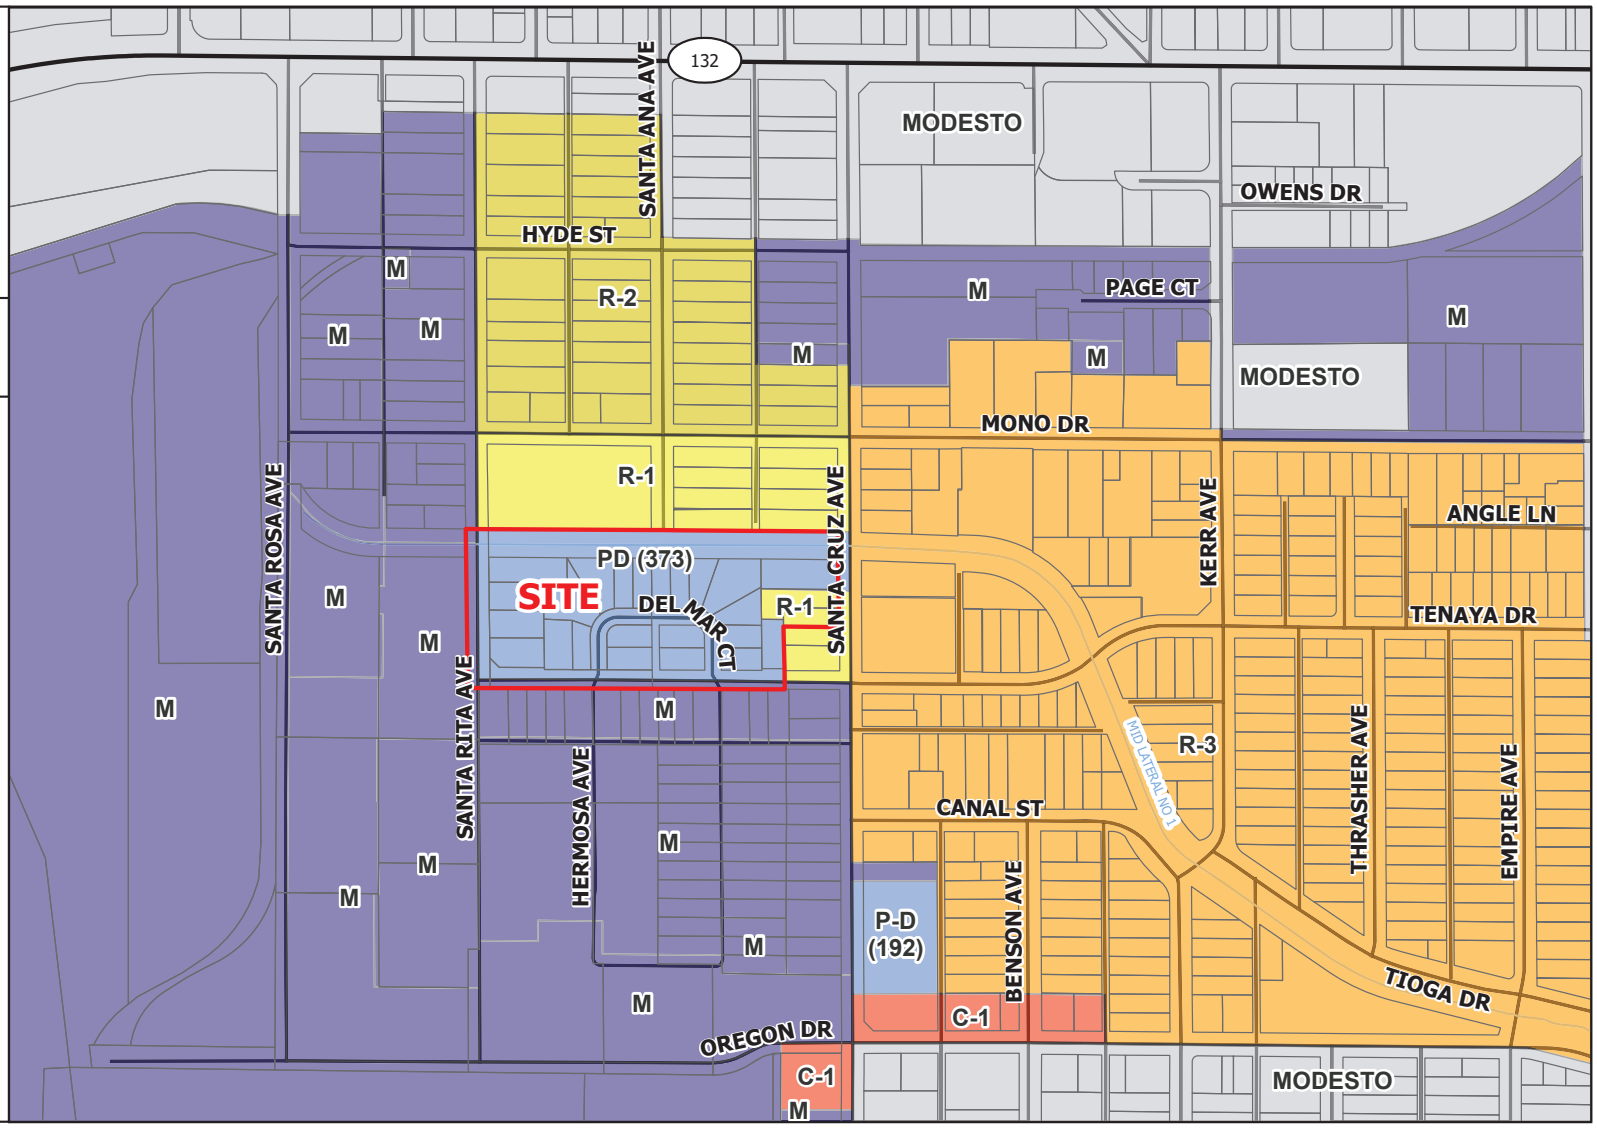 132
SANTA ANA AVE
MODESTO
OWENS DR
HYDE ST
M
R-2
M
PAGE CT
M
M
M
M
M
M
MODESTO
MONO DR
R-1
SANTA ROSA AVE
SANTA CRUZ AVE
KERR AVE
ANGLE LN
PD (373)
SITE
DEL MAR CT
R-1
M
M
TENAYA DR
SANTA RITA AVE
M
M
R-3
MID LATERAL NO 1
THRASHER AVE
EMPIRE AVE
HERMOSA AVE
CANAL ST
M
M
M
BENSON AVE
P-D
(192)
M
M
TIOGA DR
C-1
OREGON DR
C-1
MODESTO
M